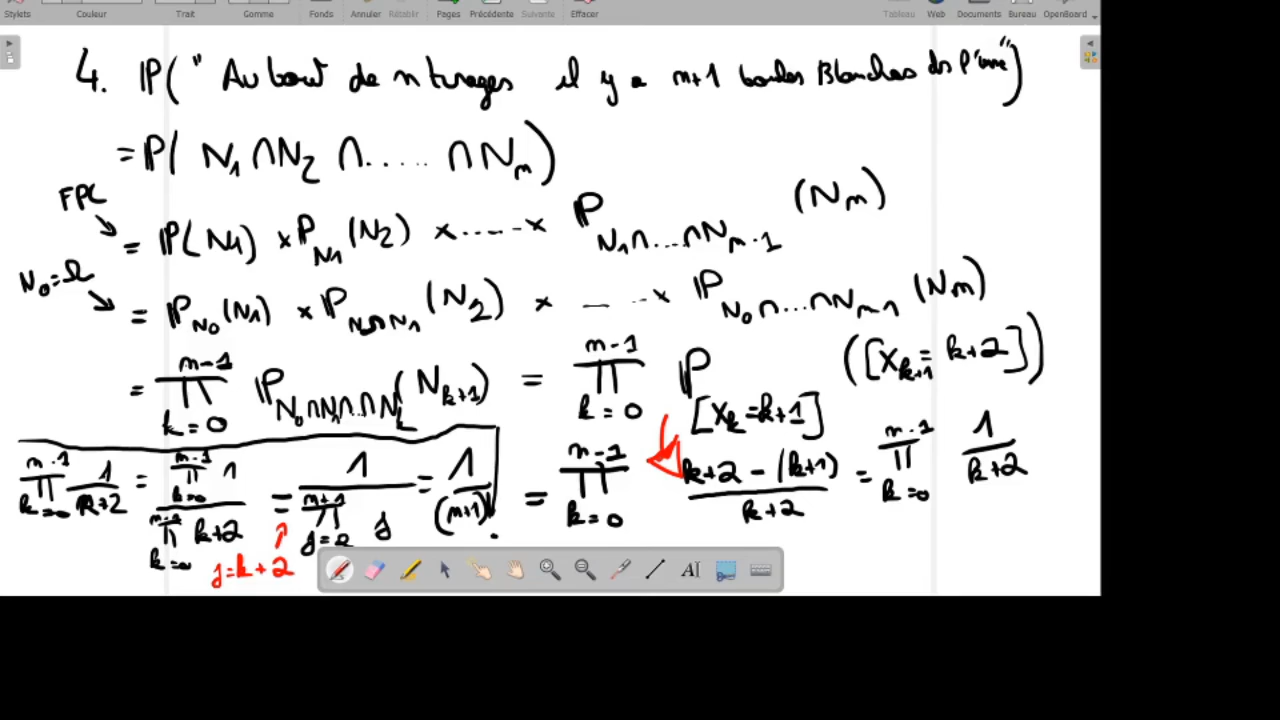 Stylets Couleur Trait Gomme Fonds Annuler Rétablir Pages Précédente Suivante Effacer Tableau Web Documents Bureau OpenBoard
4. P(" Au bout de n tirages il y a n+1 boules Blanches ds l'urne")
= P( N₁ ∩ N₂ ∩ ..... ∩ Nₙ )
FPC
= P(N₁) × P_{N₁}(N₂) × ..... × P_{N₁∩...∩N_{n-1}} (Nₙ)
N₀=Ω
= P_{N₀}(N₁) × P_{N₀∩N₁}(N₂) × ..... × P_{N₀∩...∩N_{n-1}} (Nₙ)
= ∏_{k=0}^{n-1} P_{N₀∩N₁∩...∩N_k}(N_{k+1}) = ∏_{k=0}^{n-1} P_{[X_k=k+1]} ([X_{k+1}=k+2])
= ∏_{k=0}^{n-1} (k+2-(k+1))/(k+2) = ∏_{k=0}^{n-1} 1/(k+2)
∏_{k=0}^{n-1} 1/(k+2) = (∏_{k=0}^{n-1} 1)/(∏_{k=0}^{n-1} k+2) = 1/(∏_{j=2}^{n+1} j) = 1/(n+1)!.
j=k+2
AI